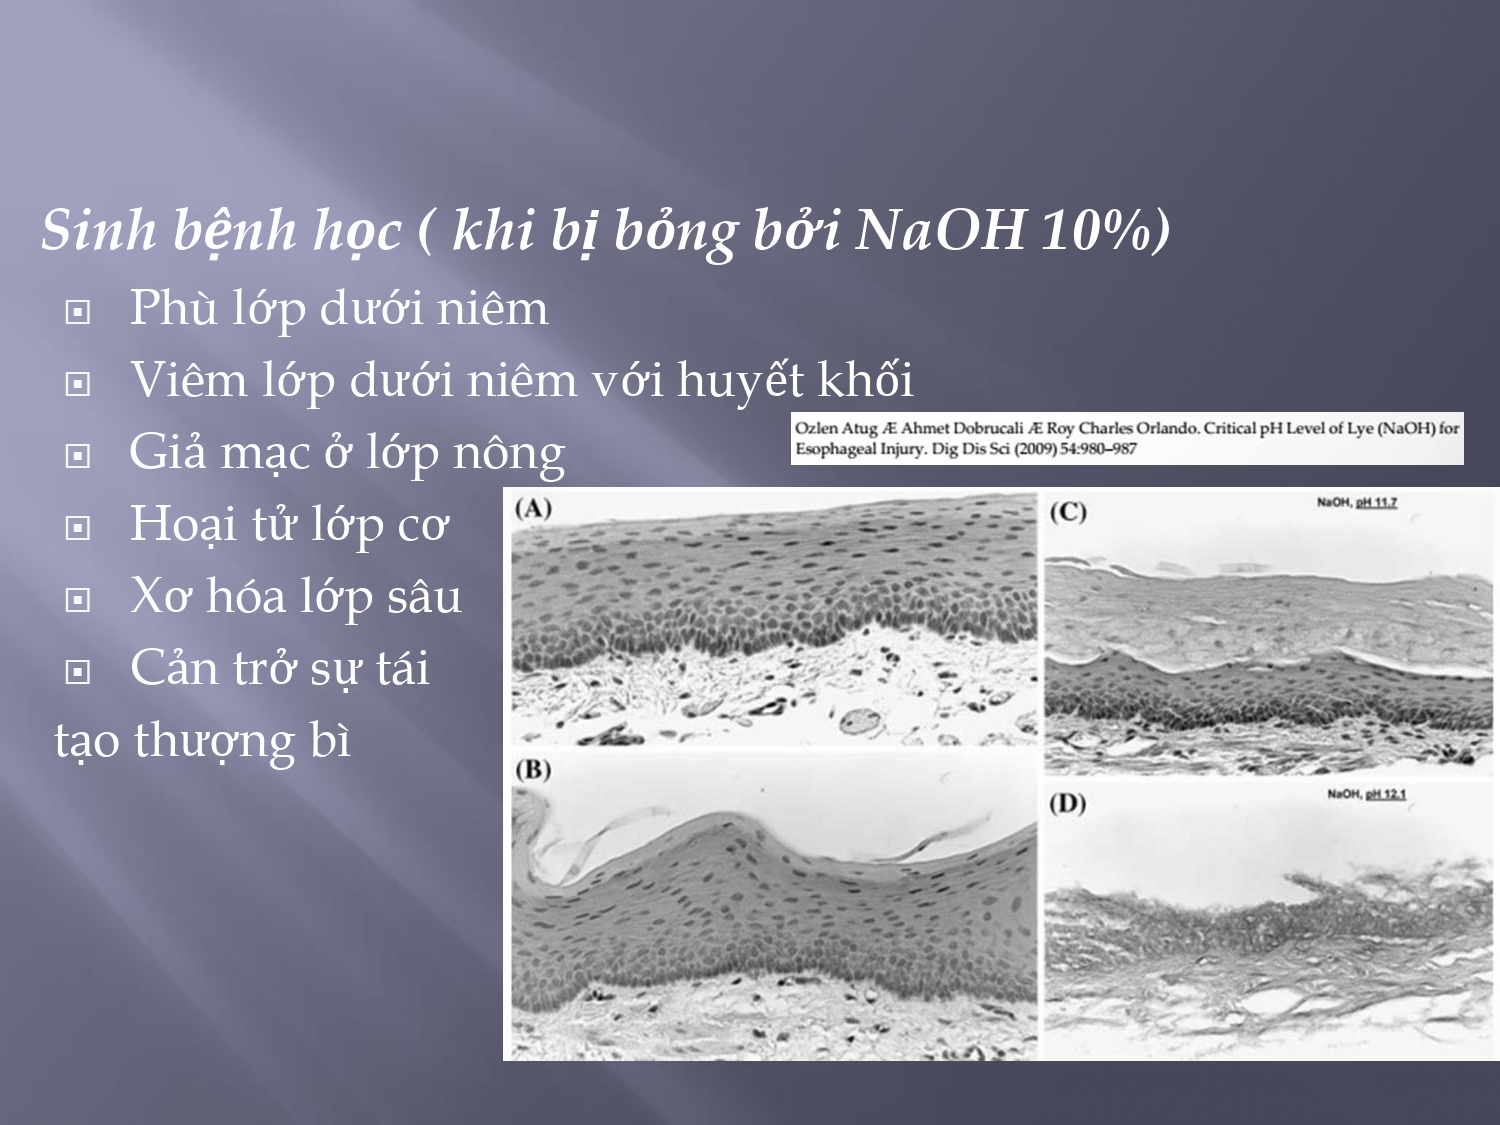 Sinh bệnh học ( khi bị bỏng bởi NaOH 10%)
Phù lớp dưới niêm
Viêm lớp dưới niêm với huyết khối
Giả mạc ở lớp nông
Hoại tử lớp cơ
Xơ hóa lớp sâu
Cản trở sự tái
tạo thượng bì
Ozlen Atug Æ Ahmet Dobrucali Æ Roy Charles Orlando. Critical pH Level of Lye (NaOH) for
Esophageal Injury. Dig Dis Sci (2009) 54:980–987
(A)
(B)
(C)
NaOH, pH 11.7
(D)
NaOH, pH 12.1